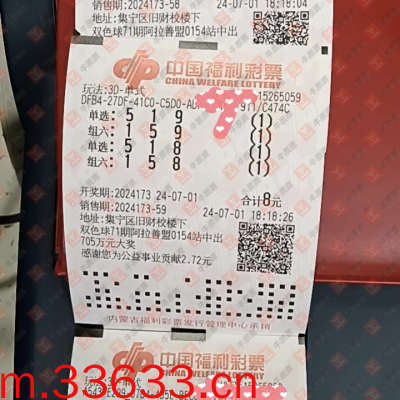 销售期:2024173-58 24-07-01 18:18:04
地址:集宁区旧财校楼下
双色球71期阿拉善盟0154站中出
中国福利彩票
CHINA WELFARE LOTTERY
玩法:3D-单式
15265059
DFB4-27DF-41C0-C5D0- /C474C
单选: 5 1 9 (1)
组六: 1 5 9 (1)
单选: 5 1 8 (1)
组六: 1 5 8 (1)
开奖期:2024173 24-07-01 合计8元
销售期:2024173-59 24-07-01 18:18:26
地址:集宁区旧财校楼下
双色球71期阿拉善盟0154站中出
705万元大奖
感谢您为公益事业贡献2.72元
内蒙古福利彩票发行管理中心承销
中国福利彩票
CHINA WELFARE LOTTERY
m.33633.cn